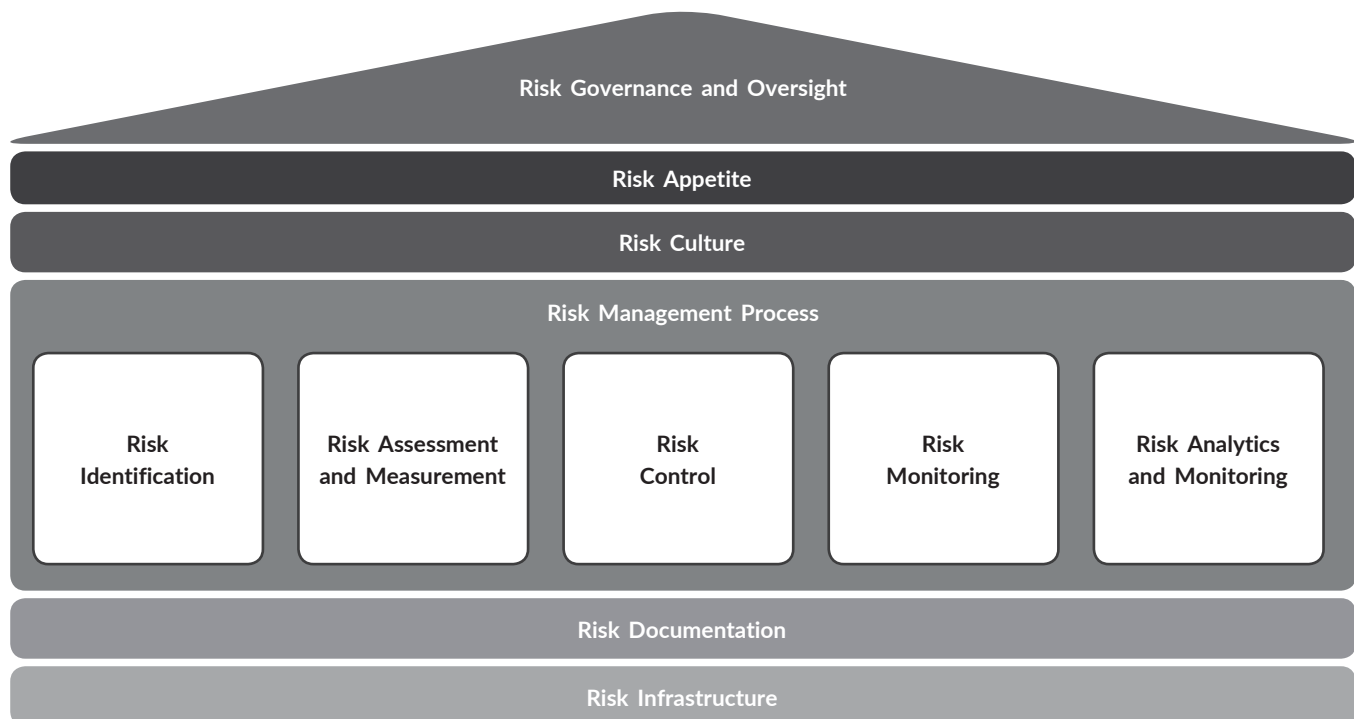 Risk Governance and Oversight
Risk Appetite
Risk Culture
Risk Management Process
Risk
Identification
Risk Assessment
and Measurement
Risk
Control
Risk
Monitoring
Risk Analytics
and Monitoring
Risk Documentation
Risk Infrastructure